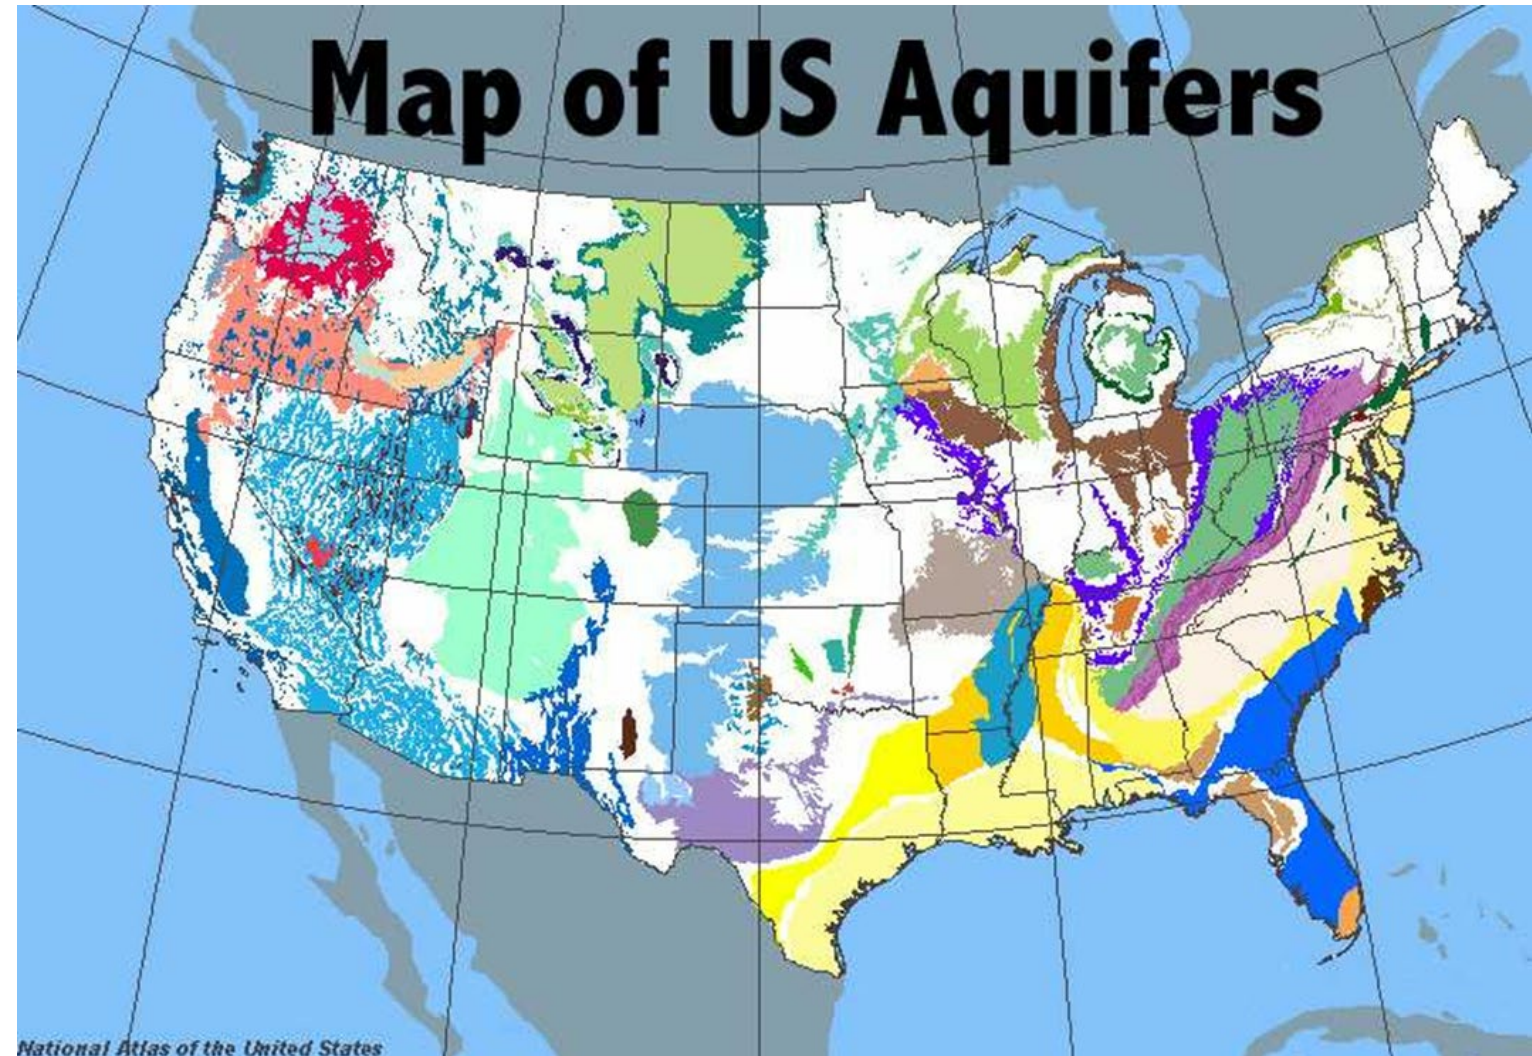 Map of US Aquifers
National Atlas of the United States